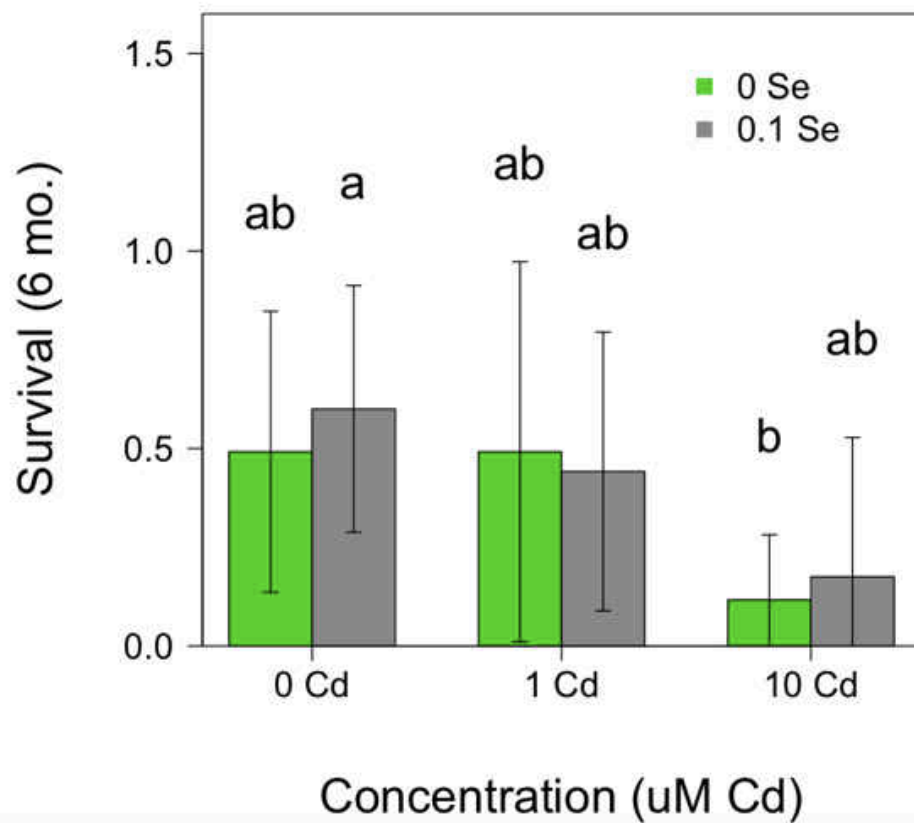 1.5
1.0
0.5
0.0
Survival (6 mo.)
0 Se
0.1 Se
ab
a
ab
ab
b
ab
0 Cd
1 Cd
10 Cd
Concentration (uM Cd)